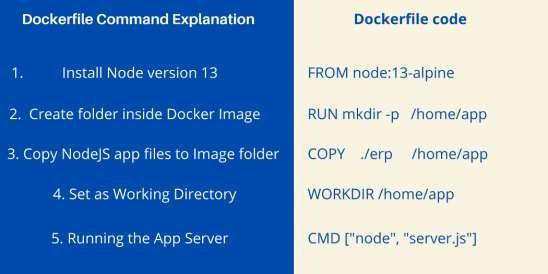 Dockerfile Command Explanation Dockerfile code
1. Install Node version 13 FROM node:13-alpine
2. Create folder inside Docker Image RUN mkdir -p /home/app
3. Copy NodeJS app files to Image folder COPY ./erp /home/app
4. Set as Working Directory WORKDIR /home/app
5. Running the App Server CMD ["node", "server.js"]